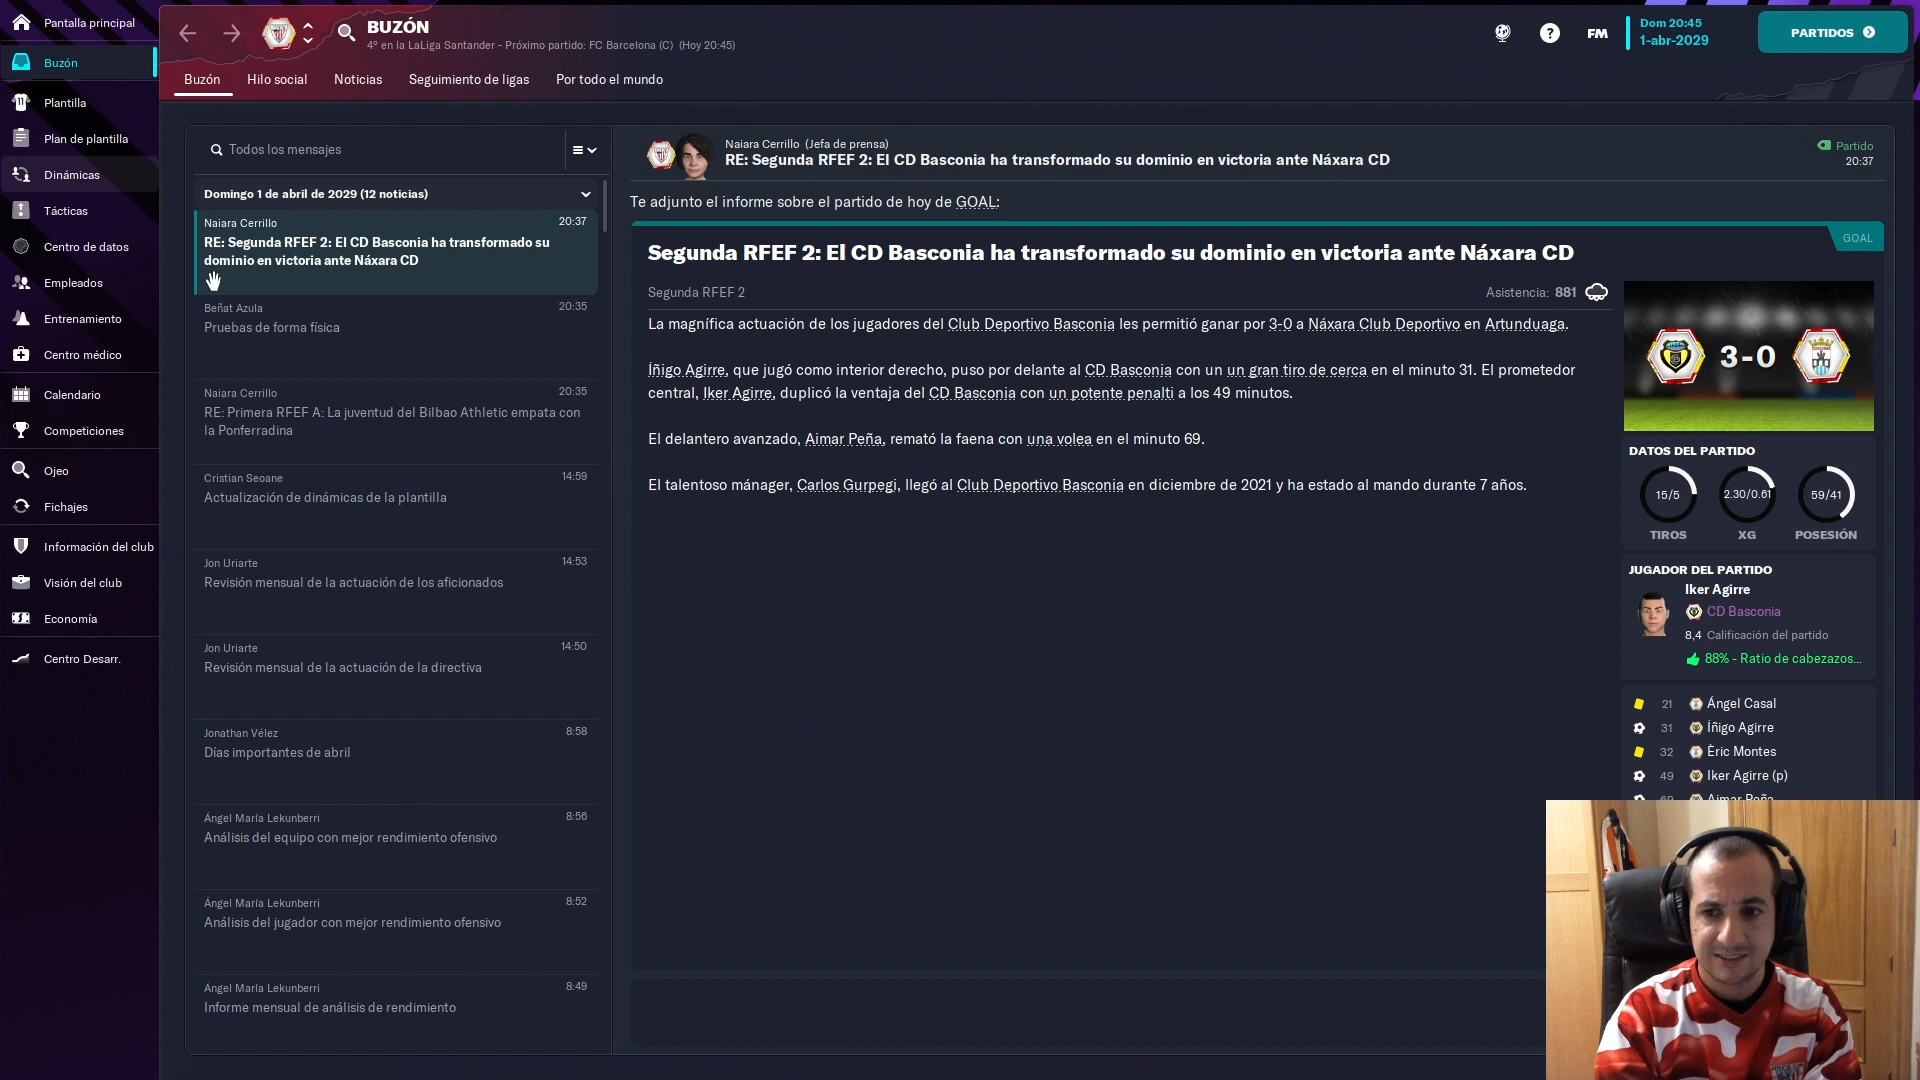 Pantalla principal
Buzón
Plantilla
Plan de plantilla
Dinámicas
Tácticas
Centro de datos
Empleados
Entrenamiento
Centro médico
Calendario
Competiciones
Ojeo
Fichajes
Información del club
Visión del club
Economía
Centro Desarr.
BUZÓN
4º en la LaLiga Santander - Próximo partido: FC Barcelona (C) (Hoy 20:45)
FM
Dom 20:45
1-abr-2029
PARTIDOS
Buzón
Hilo social
Noticias
Seguimiento de ligas
Por todo el mundo
Todos los mensajes
Domingo 1 de abril de 2029 (12 noticias)
Naiara Cerrillo 20:37
RE: Segunda RFEF 2: El CD Basconia ha transformado su
dominio en victoria ante Náxara CD
Beñat Azula 20:35
Pruebas de forma física
Naiara Cerrillo 20:35
RE: Primera RFEF A: La juventud del Bilbao Athletic empata con
la Ponferradina
Cristian Seoane 14:59
Actualización de dinámicas de la plantilla
Jon Uriarte 14:53
Revisión mensual de la actuación de los aficionados
Jon Uriarte 14:50
Revisión mensual de la actuación de la directiva
Jonathan Vélez 8:58
Días importantes de abril
Ángel María Lekunberri 8:56
Análisis del equipo con mejor rendimiento ofensivo
Ángel María Lekunberri 8:52
Análisis del jugador con mejor rendimiento ofensivo
Ángel María Lekunberri 8:49
Informe mensual de análisis de rendimiento
Naiara Cerrillo (Jefa de prensa)
RE: Segunda RFEF 2: El CD Basconia ha transformado su dominio en victoria ante Náxara CD
Partido
20:37
Te adjunto el informe sobre el partido de hoy de GOAL:
GOAL
Segunda RFEF 2: El CD Basconia ha transformado su dominio en victoria ante Náxara CD
Segunda RFEF 2
Asistencia: 881
La magnífica actuación de los jugadores del Club Deportivo Basconia les permitió ganar por 3-0 a Náxara Club Deportivo en Artunduaga.
Íñigo Agirre, que jugó como interior derecho, puso por delante al CD Basconia con un un gran tiro de cerca en el minuto 31. El prometedor
central, Iker Agirre, duplicó la ventaja del CD Basconia con un potente penalti a los 49 minutos.
El delantero avanzado, Aimar Peña, remató la faena con una volea en el minuto 69.
El talentoso mánager, Carlos Gurpegi, llegó al Club Deportivo Basconia en diciembre de 2021 y ha estado al mando durante 7 años.
3-0
DATOS DEL PARTIDO
15/5
2.30/0.61
59/41
TIROS
XG
POSESIÓN
JUGADOR DEL PARTIDO
Iker Agirre
CD Basconia
8,4 Calificación del partido
88% - Ratio de cabezazos...
21 Ángel Casal
31 Íñigo Agirre
32 Èric Montes
49 Iker Agirre (p)
69 Aimar Peña